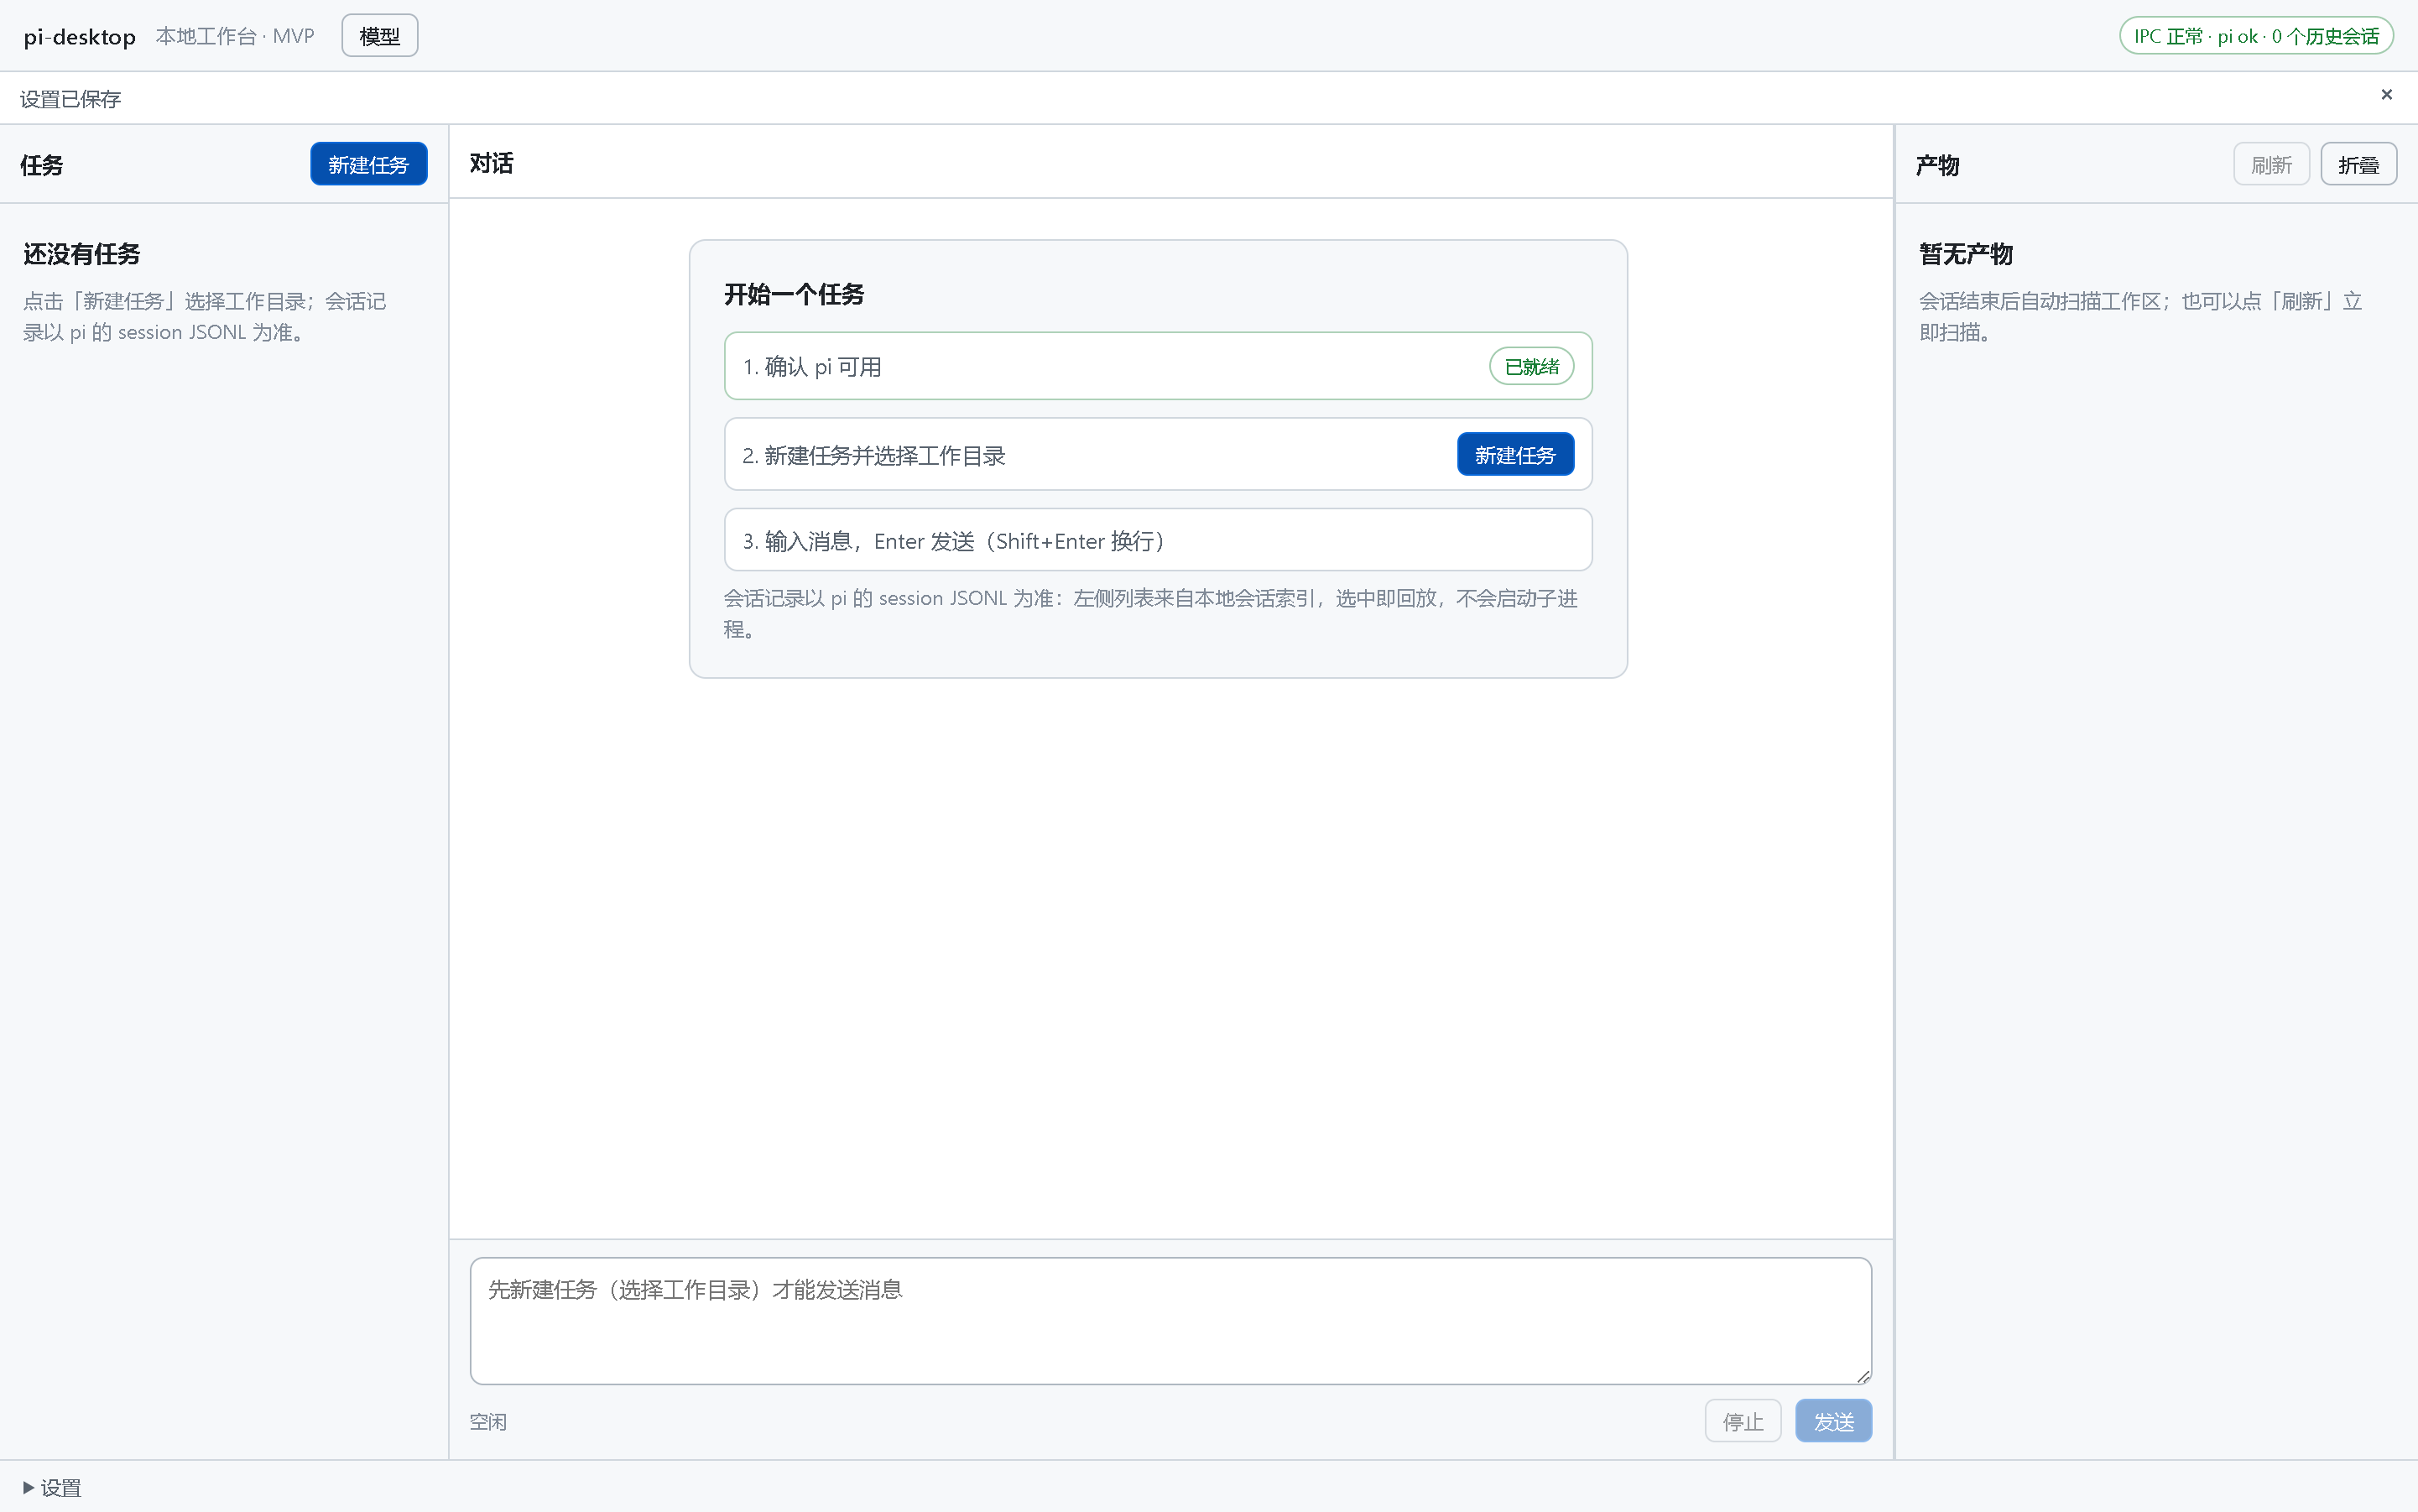 pi-desktop 本地工作台 · MVP 模型 IPC 正常 · pi ok · 0 个历史会话
设置已保存 ×
任务 新建任务
还没有任务
点击「新建任务」选择工作目录；会话记
录以 pi 的 session JSONL 为准。
对话
开始一个任务
1. 确认 pi 可用 已就绪
2. 新建任务并选择工作目录 新建任务
3. 输入消息，Enter 发送（Shift+Enter 换行）
会话记录以 pi 的 session JSONL 为准：左侧列表来自本地会话索引，选中即回放，不会启动子进
程。
先新建任务（选择工作目录）才能发送消息
空闲 停止 发送
产物 刷新 折叠
暂无产物
会话结束后自动扫描工作区；也可以点「刷新」立
即扫描。
▶ 设置